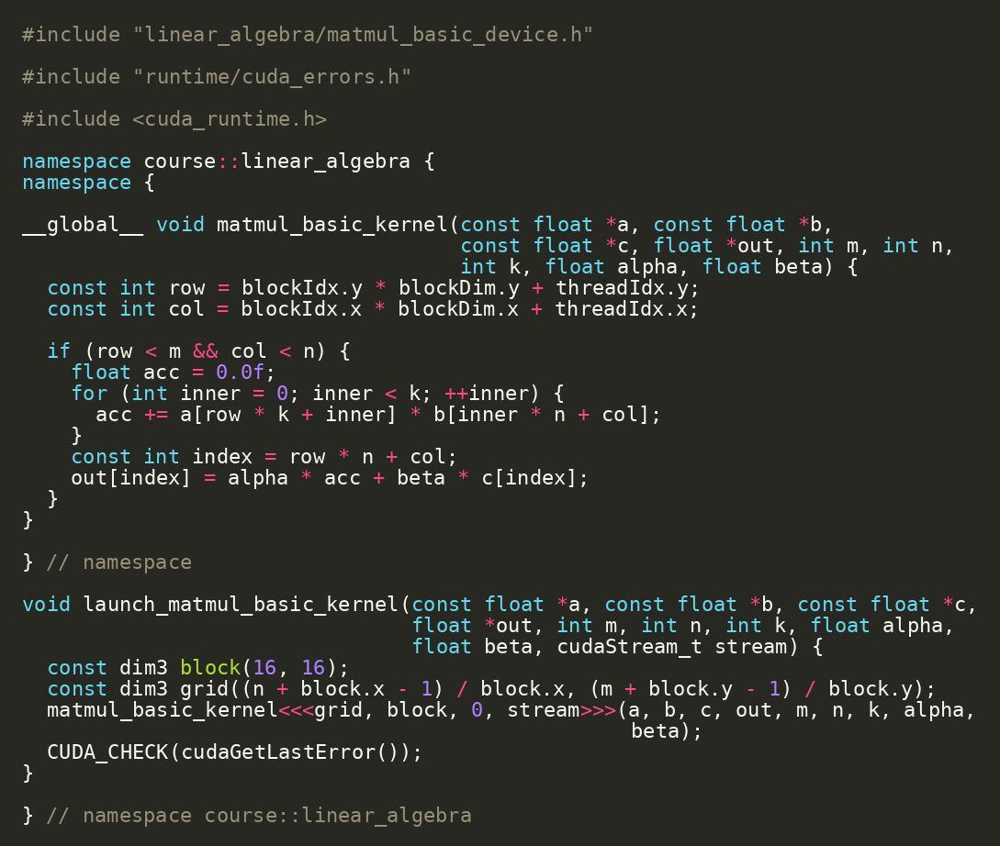 #include "linear_algebra/matmul_basic_device.h"

#include "runtime/cuda_errors.h"

#include <cuda_runtime.h>

namespace course::linear_algebra {
namespace {

__global__ void matmul_basic_kernel(const float *a, const float *b,
                                    const float *c, float *out, int m, int n,
                                    int k, float alpha, float beta) {
  const int row = blockIdx.y * blockDim.y + threadIdx.y;
  const int col = blockIdx.x * blockDim.x + threadIdx.x;

  if (row < m && col < n) {
    float acc = 0.0f;
    for (int inner = 0; inner < k; ++inner) {
      acc += a[row * k + inner] * b[inner * n + col];
    }
    const int index = row * n + col;
    out[index] = alpha * acc + beta * c[index];
  }
}

} // namespace

void launch_matmul_basic_kernel(const float *a, const float *b, const float *c,
                                float *out, int m, int n, int k, float alpha,
                                float beta, cudaStream_t stream) {
  const dim3 block(16, 16);
  const dim3 grid((n + block.x - 1) / block.x, (m + block.y - 1) / block.y);
  matmul_basic_kernel<<<grid, block, 0, stream>>>(a, b, c, out, m, n, k, alpha,
                                                  beta);
  CUDA_CHECK(cudaGetLastError());
}

} // namespace course::linear_algebra